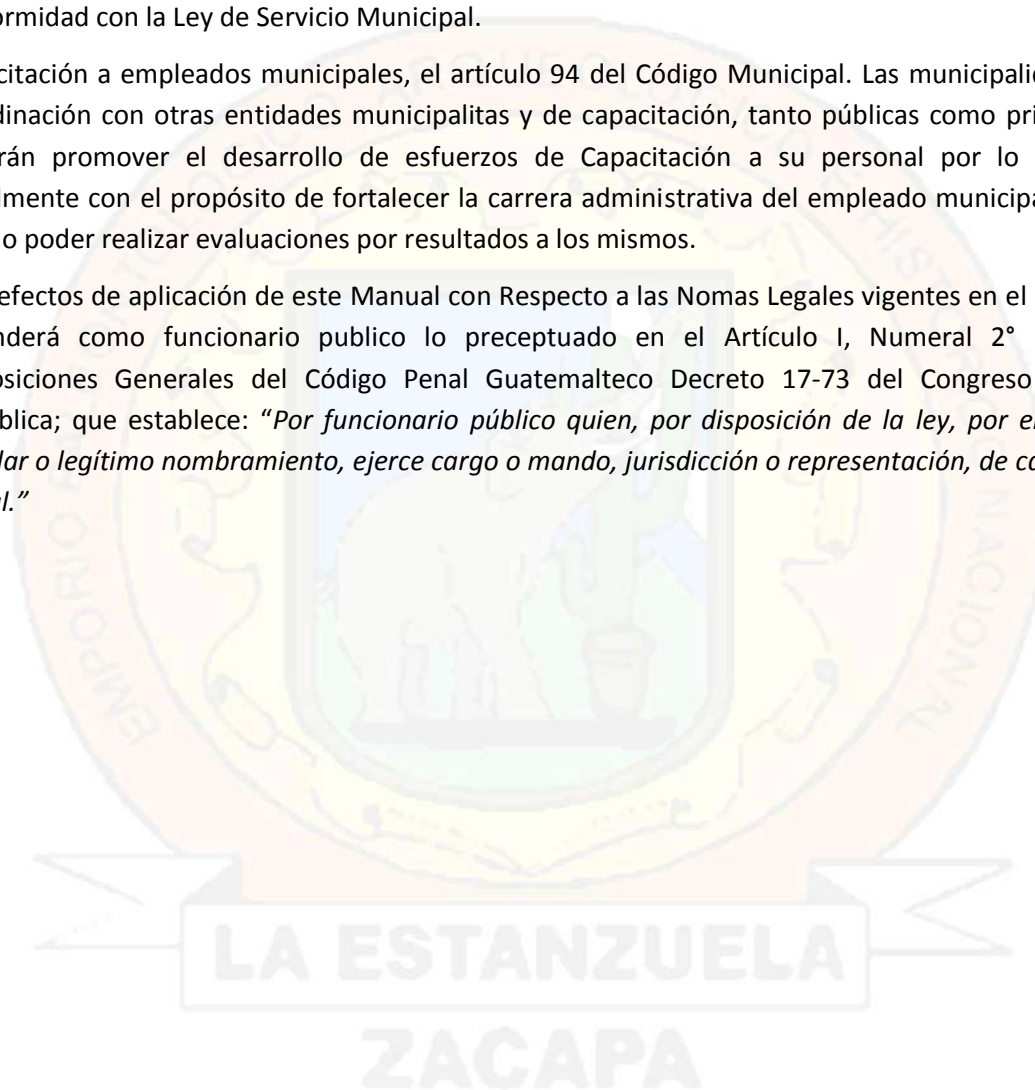 ormidad con la Ley de Servicio Municipal.
citación a empleados municipales, el artículo 94 del Código Municipal. Las municipali
dinación con otras entidades municipalitas y de capacitación, tanto públicas como pri
rán promover el desarrollo de esfuerzos de Capacitación a su personal por lo
lmente con el propósito de fortalecer la carrera administrativa del empleado municipa
o poder realizar evaluaciones por resultados a los mismos.
efectos de aplicación de este Manual con Respecto a las Nomas Legales vigentes en el
nderá como funcionario publico lo preceptuado en el Artículo I, Numeral 2°
osiciones Generales del Código Penal Guatemalteco Decreto 17-73 del Congreso
blica; que establece: “Por funcionario público quien, por disposición de la ley, por e
lar o legítimo nombramiento, ejerce cargo o mando, jurisdicción o representación, de ca
l.”
EMPORIO
NACIONAL
LA ESTANZUELA
ZACAPA